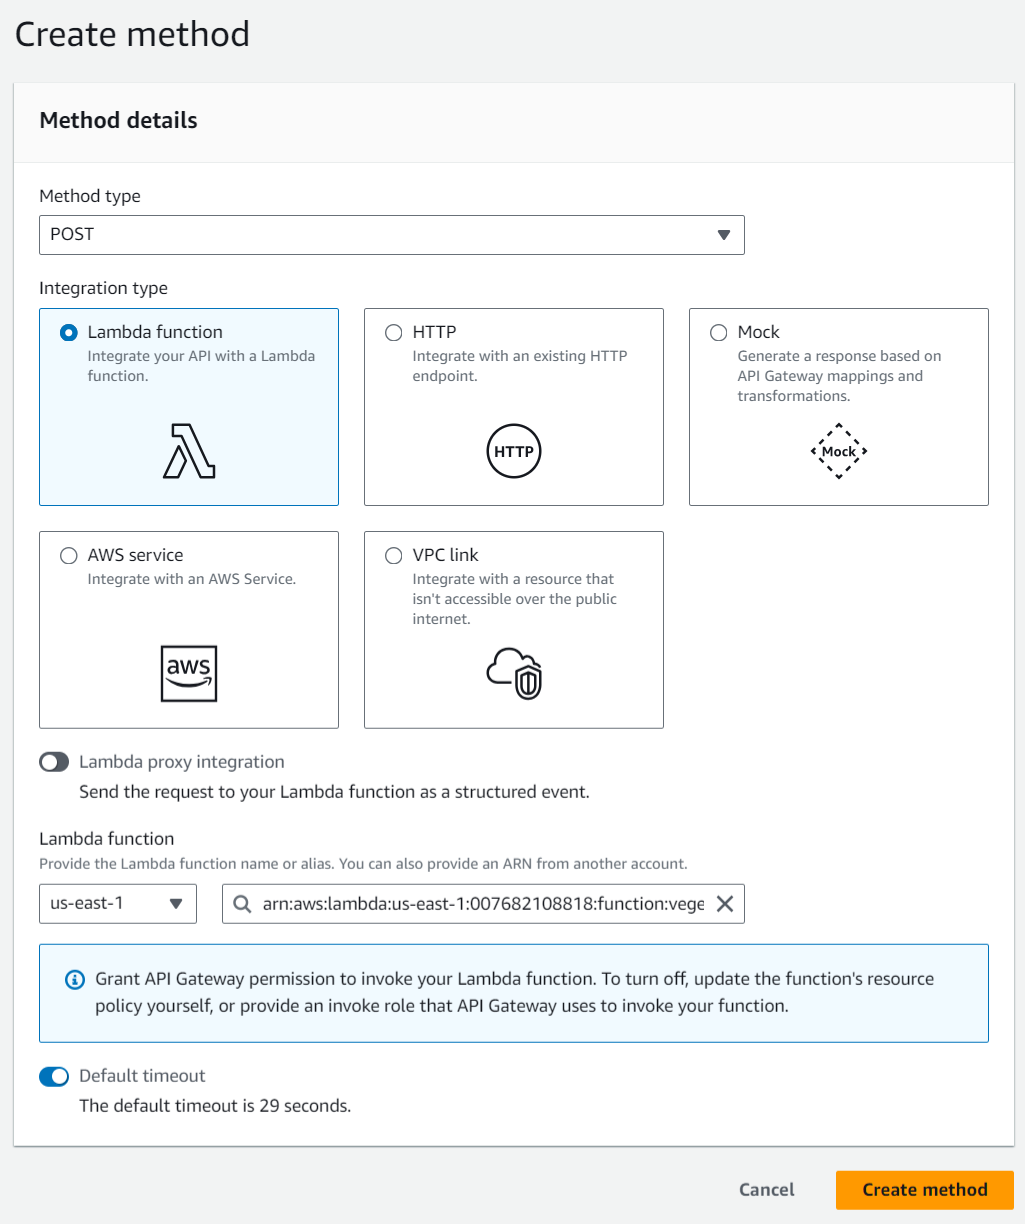 Create method
Method details
Method type
POST
Integration type
Lambda function
Integrate your API with a Lambda
function.
HTTP
Integrate with an existing HTTP
endpoint.
HTTP
Mock
Generate a response based on
API Gateway mappings and
transformations.
Mock
AWS service
Integrate with an AWS Service.
aws
VPC link
Integrate with a resource that
isn't accessible over the public
internet.
Lambda proxy integration
Send the request to your Lambda function as a structured event.
Lambda function
Provide the Lambda function name or alias. You can also provide an ARN from another account.
us-east-1
arn:aws:lambda:us-east-1:007682108818:function:vege
Grant API Gateway permission to invoke your Lambda function. To turn off, update the function's resource
policy yourself, or provide an invoke role that API Gateway uses to invoke your function.
Default timeout
The default timeout is 29 seconds.
Cancel
Create method